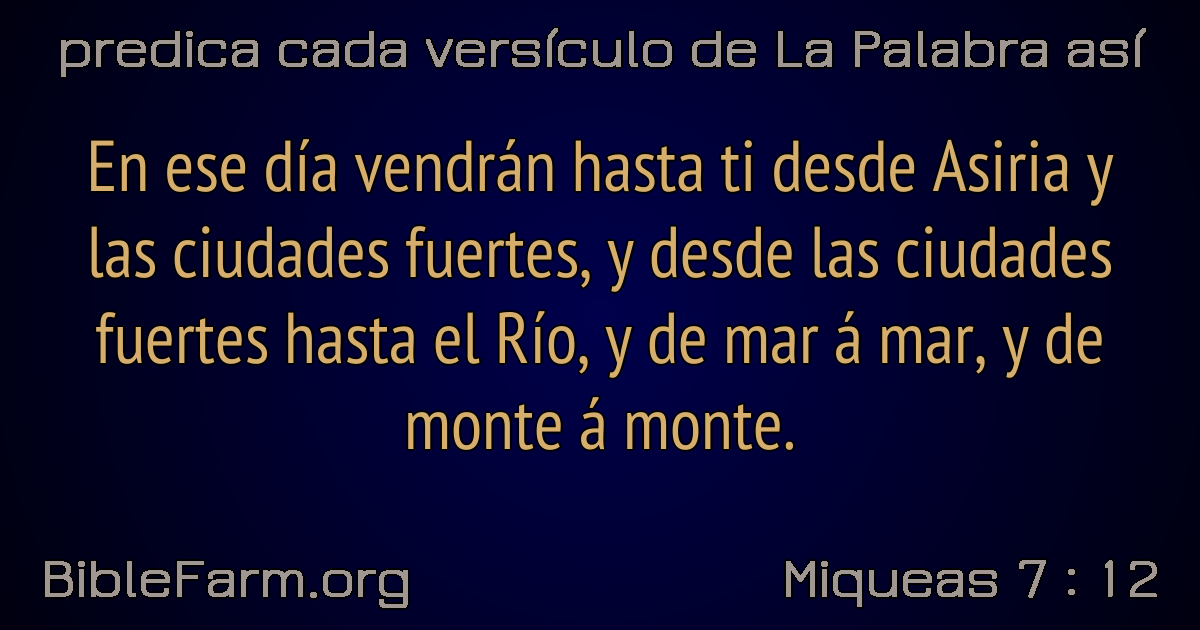 predica cada versículo de La Palabra así
En ese día vendrán hasta ti desde Asiria y
las ciudades fuertes, y desde las ciudades
fuertes hasta el Río, y de mar á mar, y de
monte á monte.
BibleFarm.org
Miqueas 7 : 12